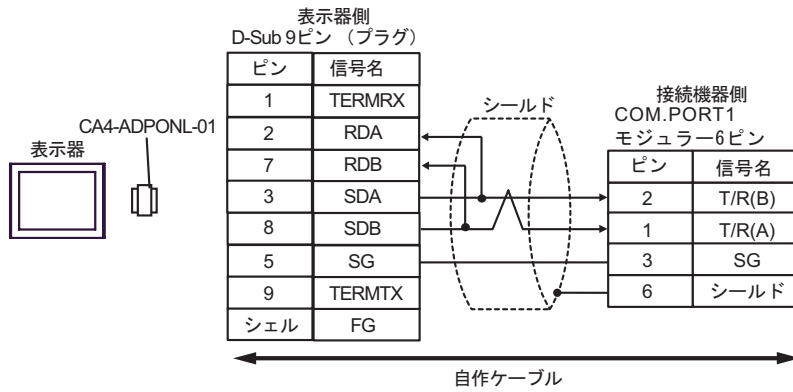 表示器側
D-Sub 9ピン （プラグ）
ピン 信号名
1 TERMRX
2 RDA
7 RDB
3 SDA
8 SDB
5 SG
9 TERMTX
シェル FG
CA4-ADPONL-01
表示器
シールド
接続機器側
COM.PORT1
モジュラー6ピン
ピン 信号名
2 T/R(B)
1 T/R(A)
3 SG
6 シールド
自作ケーブル